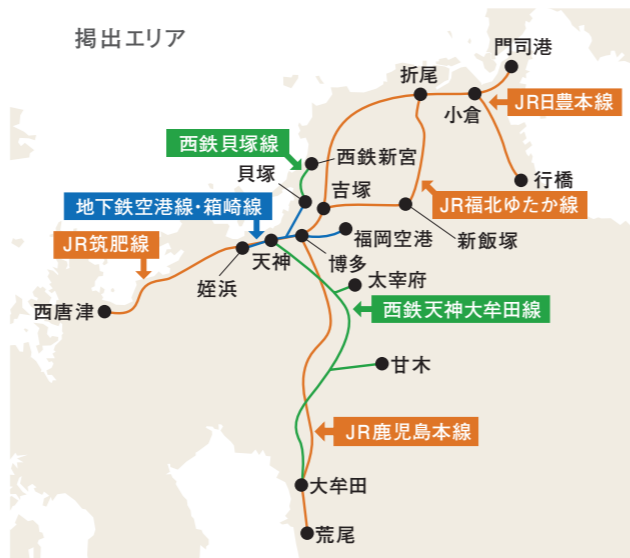 掲出エリア
門司港
折尾
小倉
JR日豊本線
西鉄貝塚線
西鉄新宮
貝塚
吉塚
行橋
JR福北ゆたか線
地下鉄空港線・箱崎線
福岡空港
新飯塚
JR筑肥線
天神
博多
姪浜
太宰府
西唐津
西鉄天神大牟田線
甘木
JR鹿児島本線
大牟田
荒尾